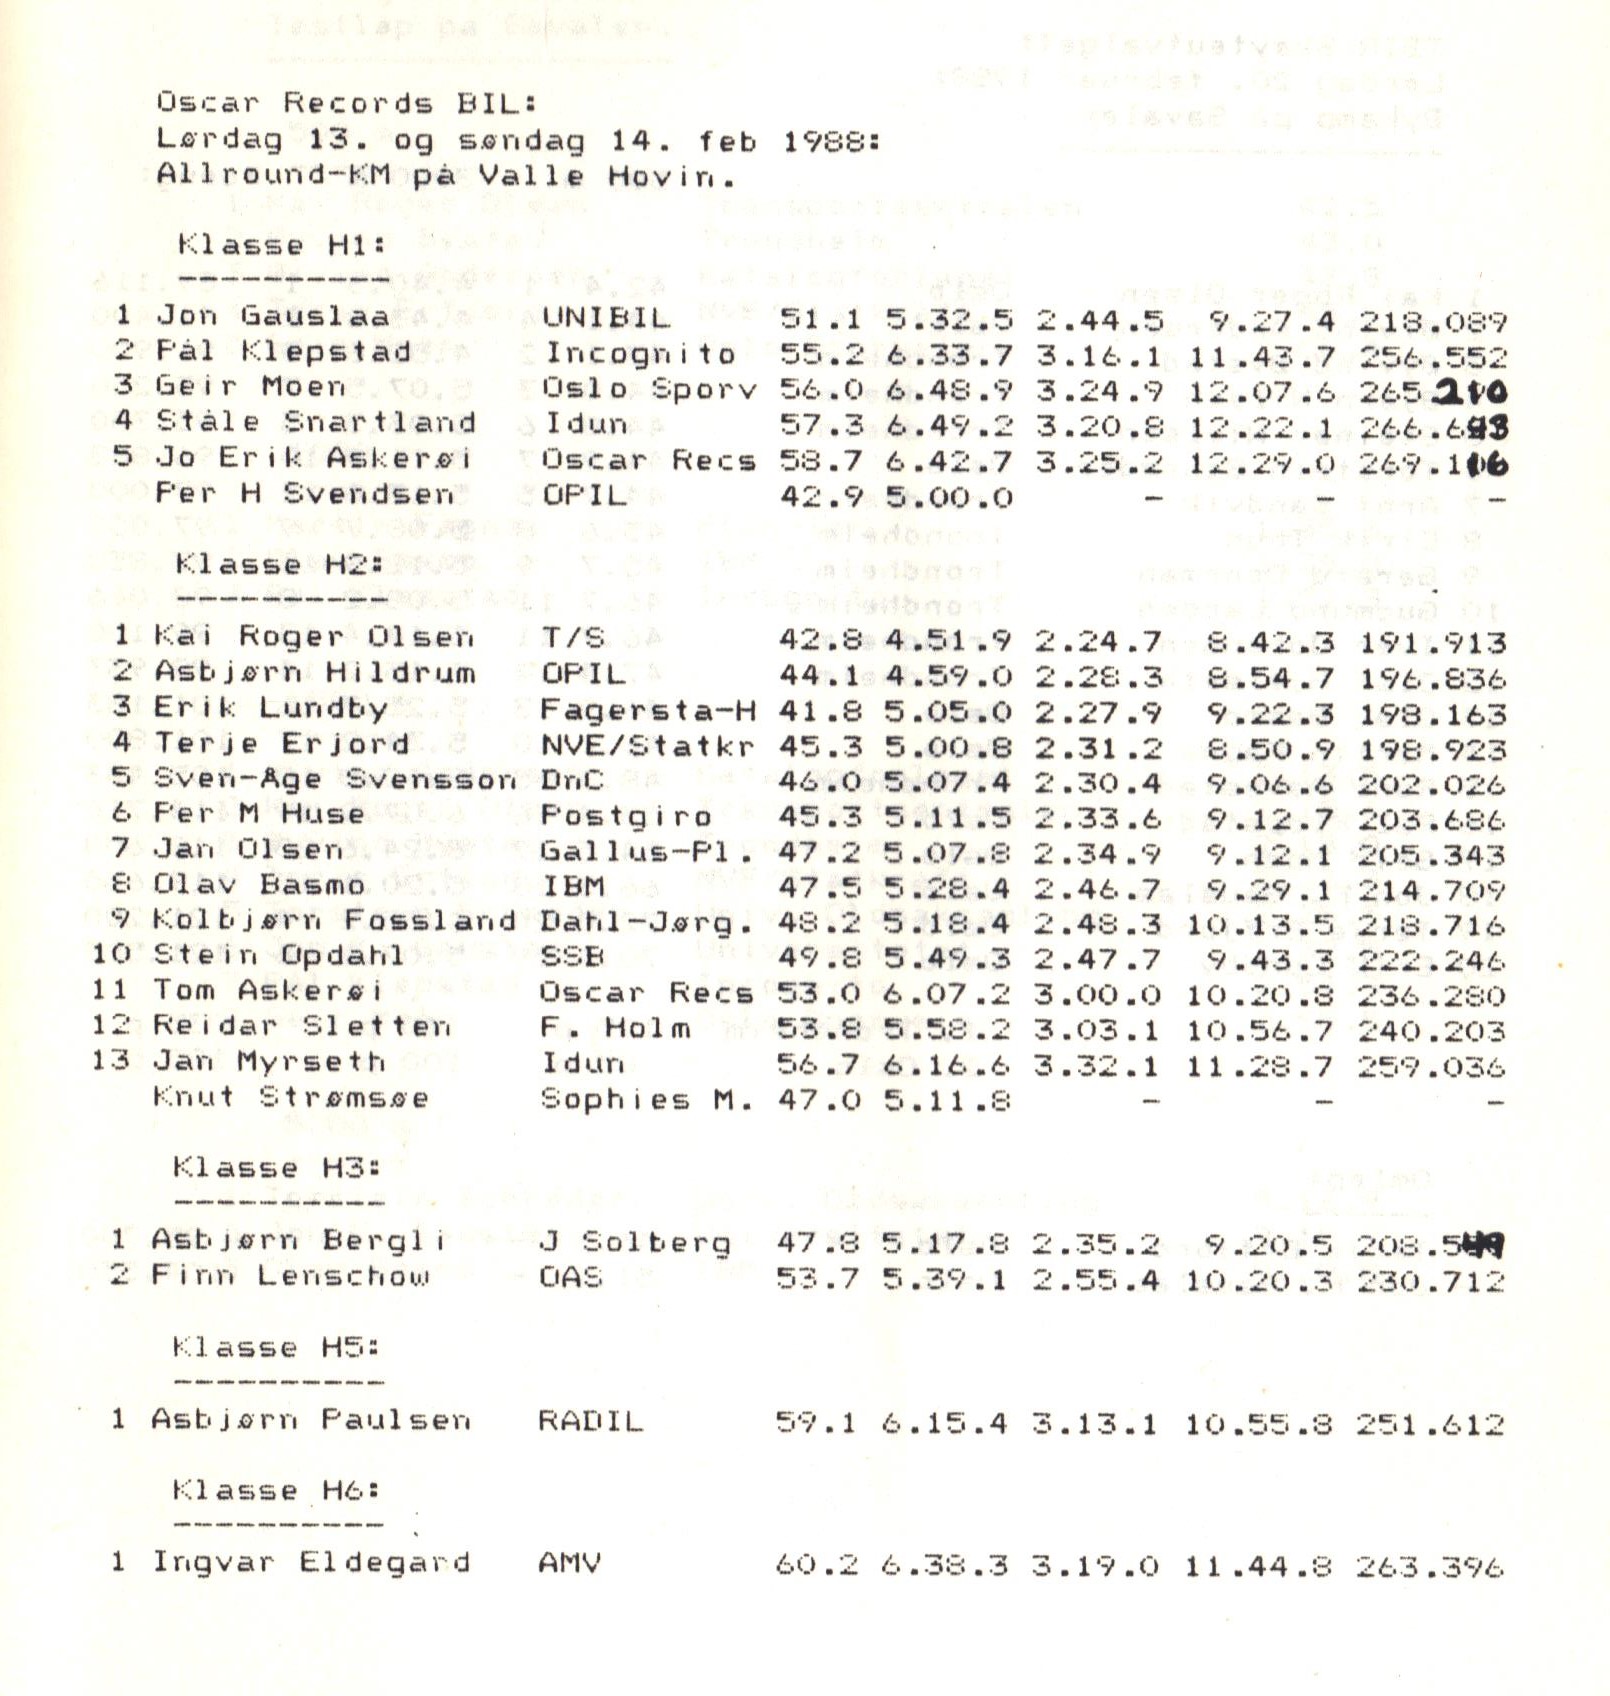 Oscar Records BIL:
Lørdag 13. og søndag 14. feb 1988:
Allround-KM på Valle Hovin.
Klasse H1:
----------
1 Jon Gauslaa UNIBIL 51.1 5.32.5 2.44.5 9.27.4 218.089
2 Pål Klepstad Incognito 55.2 6.33.7 3.16.1 11.43.7 256.552
3 Geir Moen Oslo Sporv 56.0 6.48.9 3.24.9 12.07.6 265.210
4 Ståle Snartland Idun 57.3 6.49.2 3.20.8 12.22.1 266.643
5 Jo Erik Askerøi Oscar Recs 58.7 6.42.7 3.25.2 12.29.0 269.116
Per H Svendsen OPIL 42.9 5.00.0 - - -
Klasse H2:
----------
1 Kai Roger Olsen T/S 42.8 4.51.9 2.24.7 8.42.3 191.913
2 Asbjørn Hildrum OPIL 44.1 4.59.0 2.28.3 8.54.7 196.836
3 Erik Lundby Fagersta-H 41.8 5.05.0 2.27.9 9.22.3 198.163
4 Terje Erjord NVE/Statkr 45.3 5.00.8 2.31.2 8.50.9 198.923
5 Sven-Åge Svensson DnC 46.0 5.07.4 2.30.4 9.06.6 202.026
6 Per M Huse Postgiro 45.3 5.11.5 2.33.6 9.12.7 203.686
7 Jan Olsen Gallus-Pl. 47.2 5.07.8 2.34.9 9.12.1 205.343
8 Olav Basmo IBM 47.5 5.28.4 2.46.7 9.29.1 214.709
9 Kolbjørn Fossland Dahl-Jørg. 48.2 5.18.4 2.48.3 10.13.5 218.716
10 Stein Opdahl SSB 49.8 5.49.3 2.47.7 9.43.3 222.246
11 Tom Askerøi Oscar Recs 53.0 6.07.2 3.00.0 10.20.8 236.280
12 Reidar Sletten F. Holm 53.8 5.58.2 3.03.1 10.56.7 240.203
13 Jan Myrseth Idun 56.7 6.16.6 3.32.1 11.28.7 259.036
Knut Strømsøe Sophies M. 47.0 5.11.8 - - -
Klasse H3:
----------
1 Asbjørn Bergli J Solberg 47.8 5.17.8 2.35.2 9.20.5 208.549
2 Finn Lenschow OAS 53.7 5.39.1 2.55.4 10.20.3 230.712
Klasse H5:
----------
1 Asbjørn Paulsen RADIL 59.1 6.15.4 3.13.1 10.55.8 251.612
Klasse H6:
----------
1 Ingvar Eldegard AMV 60.2 6.38.3 3.19.0 11.44.8 263.396